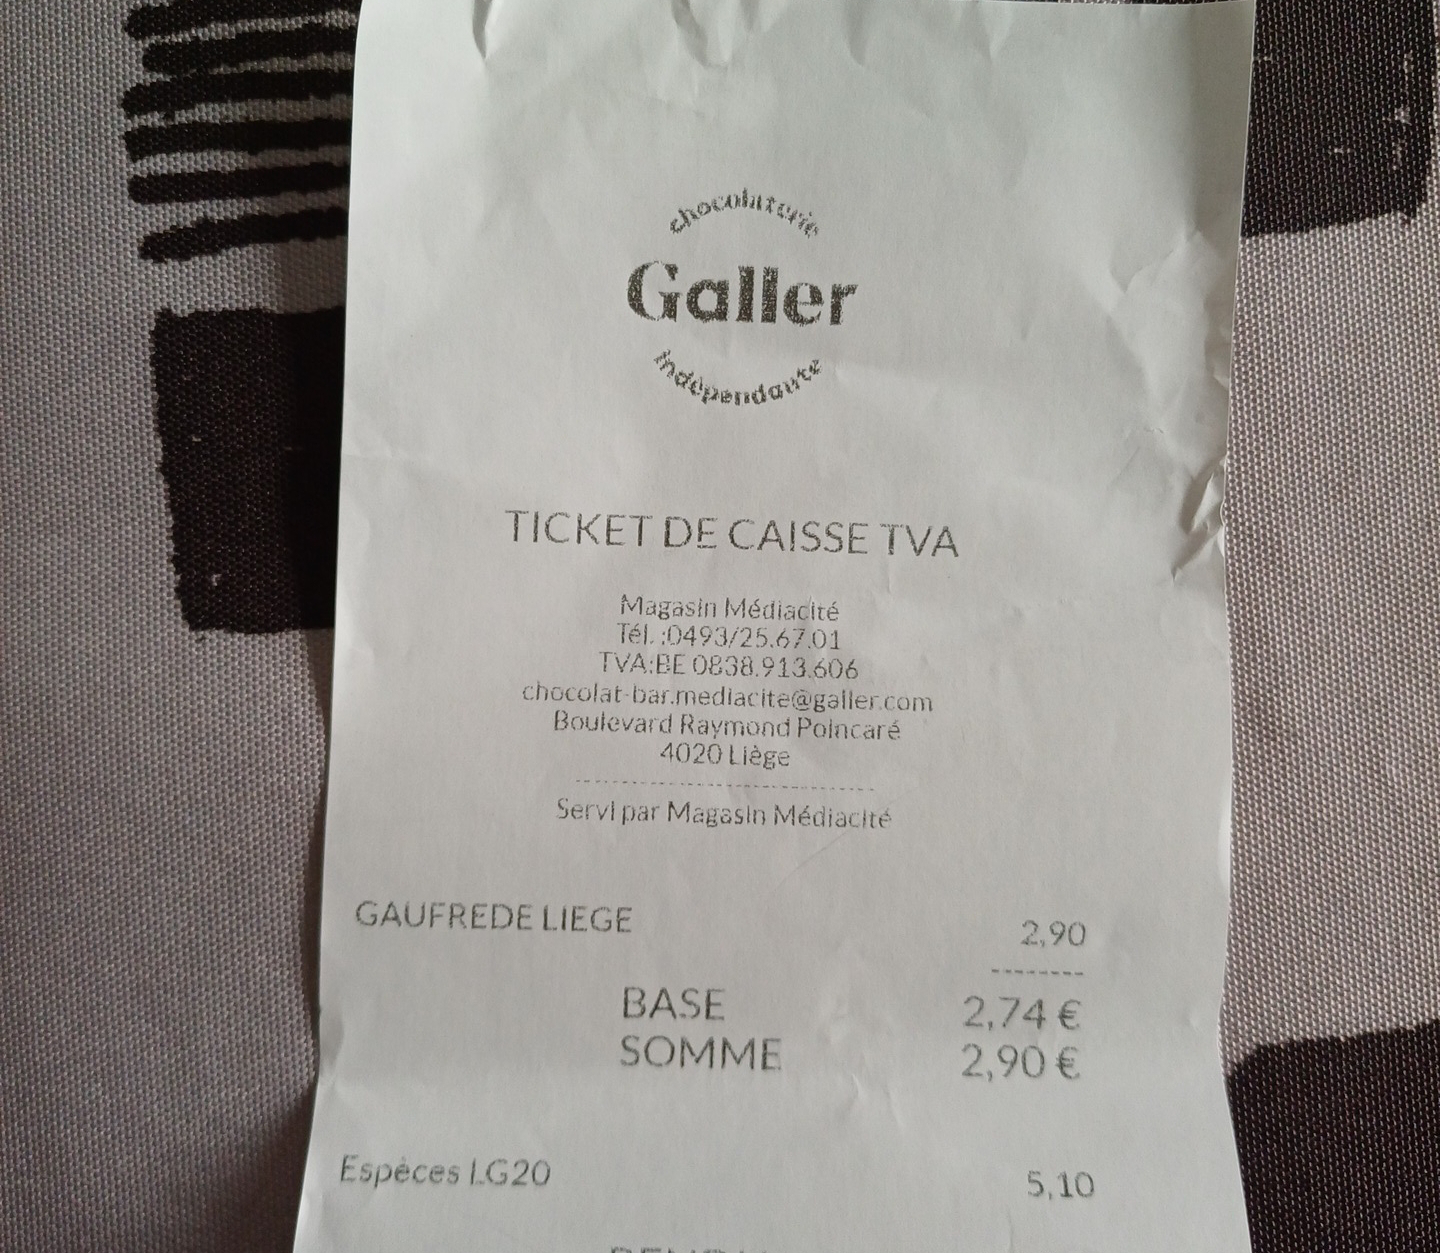 chocolaterie
Galler
indépendante
TICKET DE CAISSE TVA
Magasin Médiacité
Tél. :0493/25.67.01
TVA:BE 0838.913.606
chocolat-bar.mediacite@galler.com
Boulevard Raymond Poincaré
4020 Liège
--------------------------------
Servi par Magasin Médiacité
GAUFREDE LIEGE 2,90
--------
BASE 2,74 €
SOMME 2,90 €
Espèces LG20 5,10